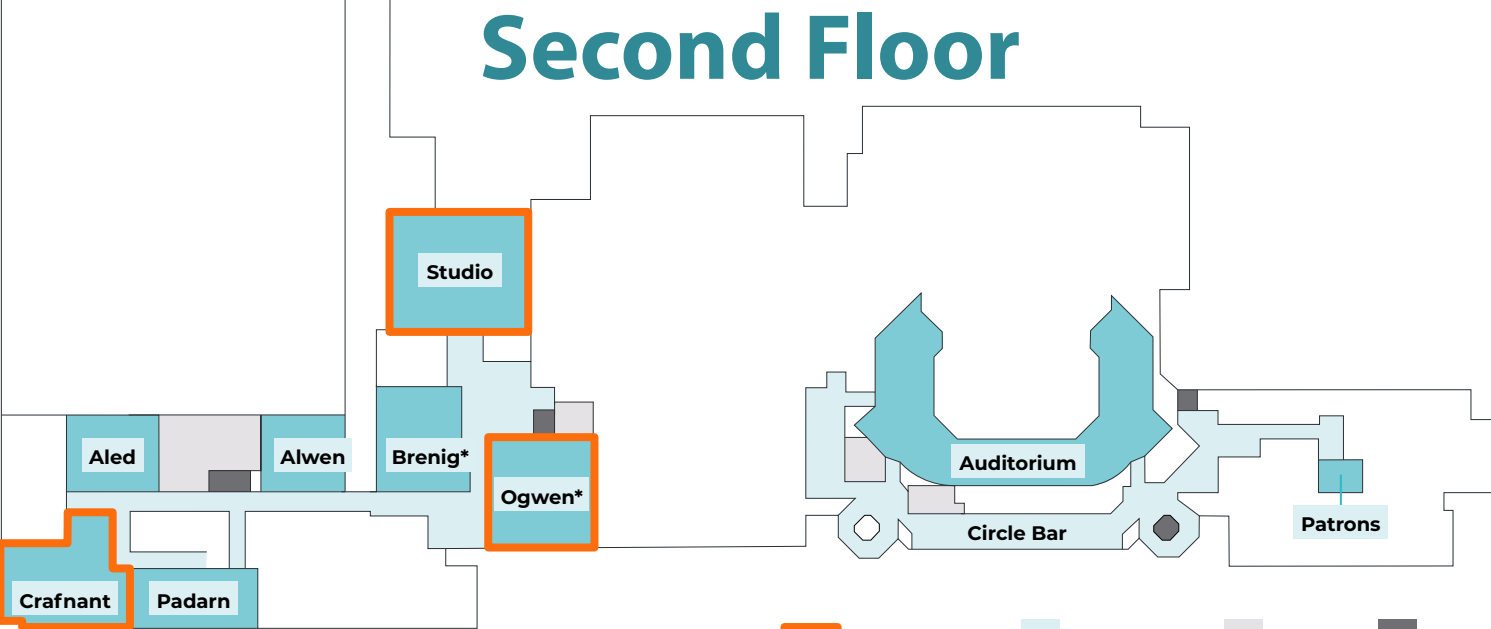 Second Floor
Studio
Aled
Alwen
Brenig*
Ogwen*
Auditorium
Circle Bar
Patrons
Crafnant
Padarn